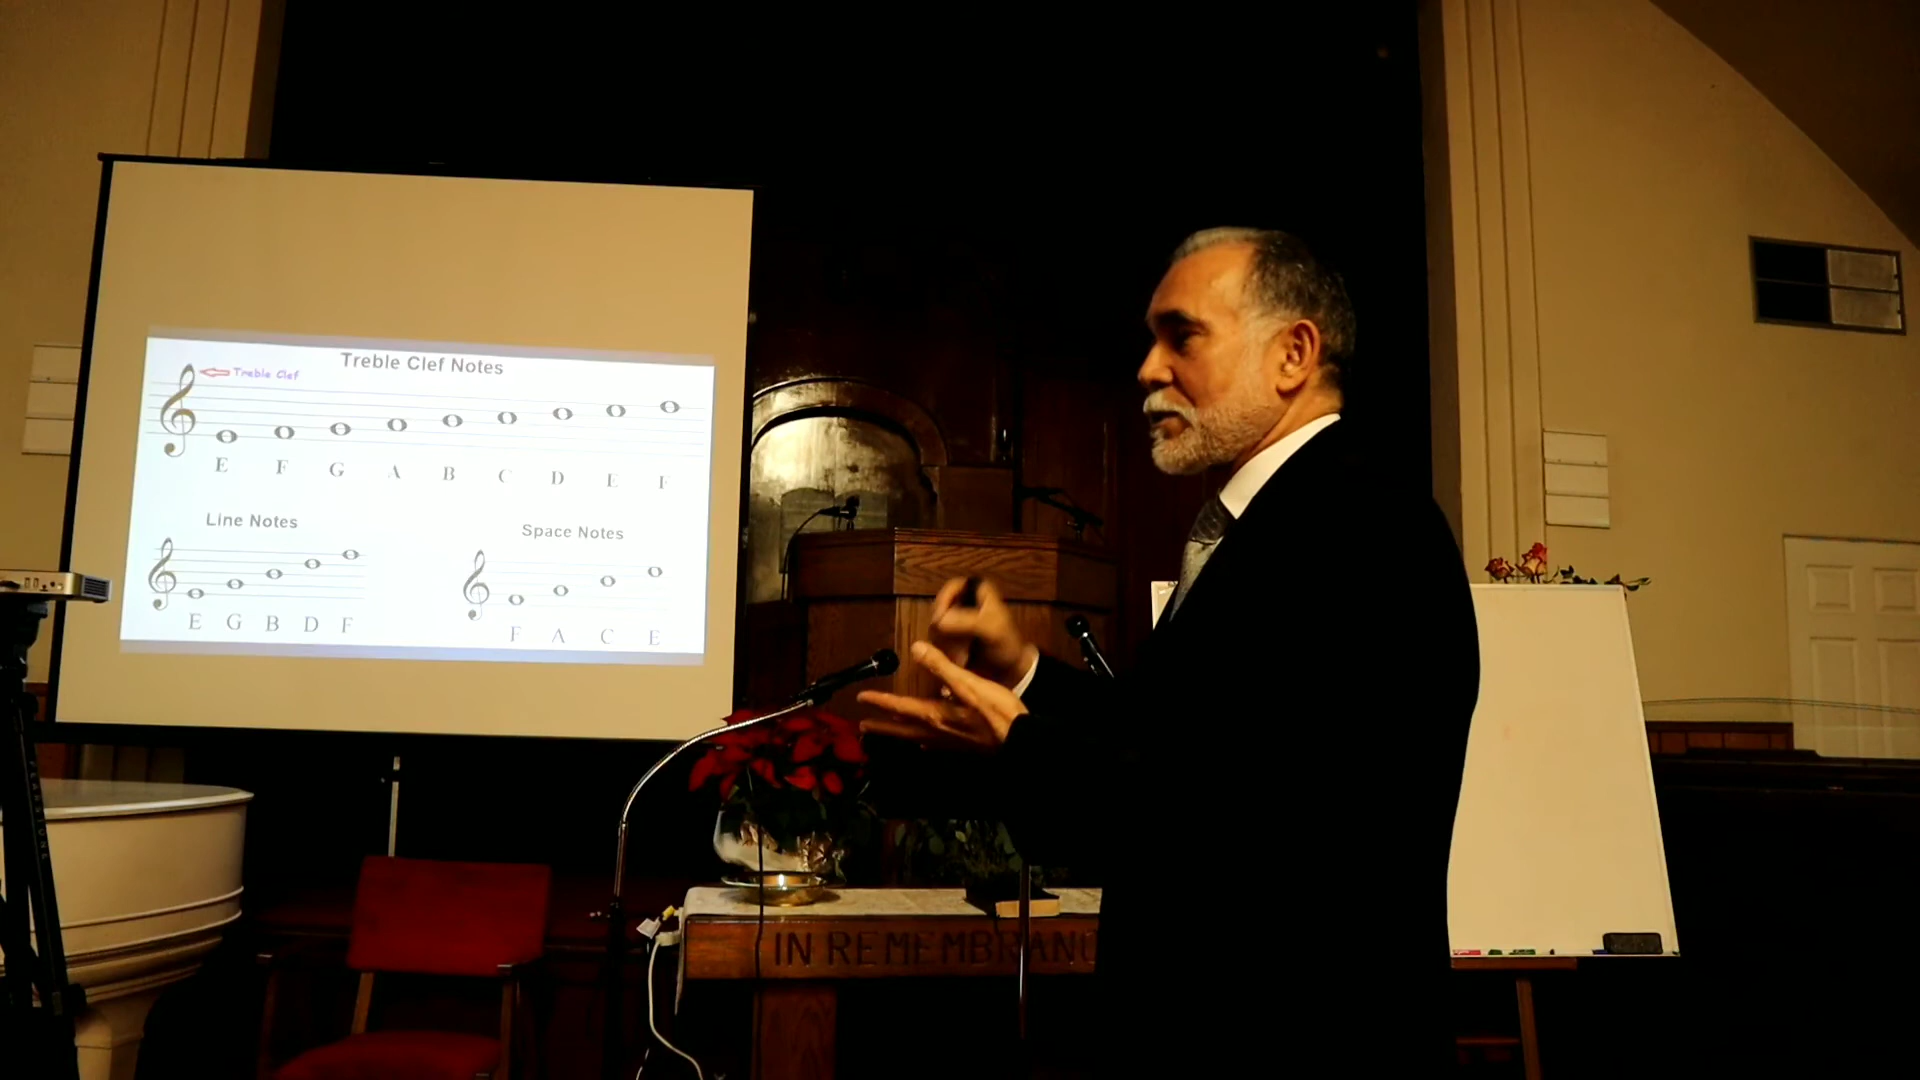 Treble Clef Notes
Treble Clef
E F G A B C D E F
Line Notes
Space Notes
E G B D F
F A C E
IN REMEMBRANC